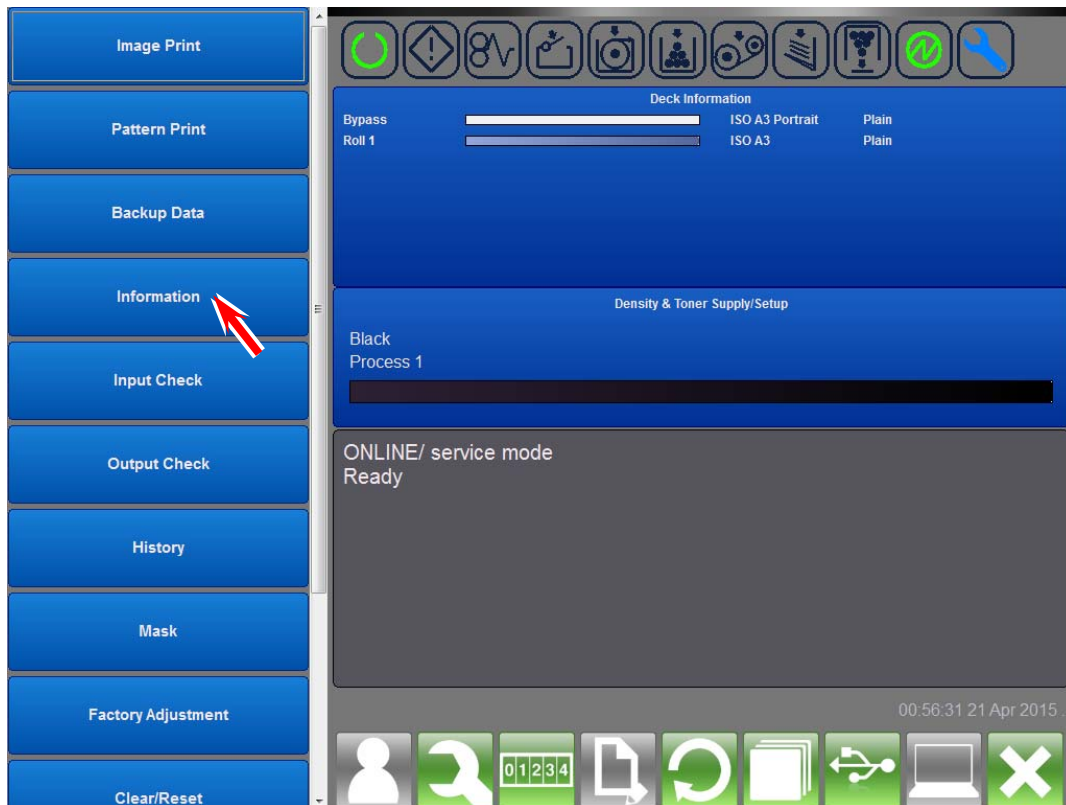 Image Print
Pattern Print
Backup Data
Information
Input Check
Output Check
History
Mask
Factory Adjustment
Clear/Reset
Deck Information
Bypass ISO A3 Portrait Plain
Roll 1 ISO A3 Plain
Density & Toner Supply/Setup
Black
Process 1
ONLINE/ service mode
Ready
00:56:31 21 Apr 2015 .
01234